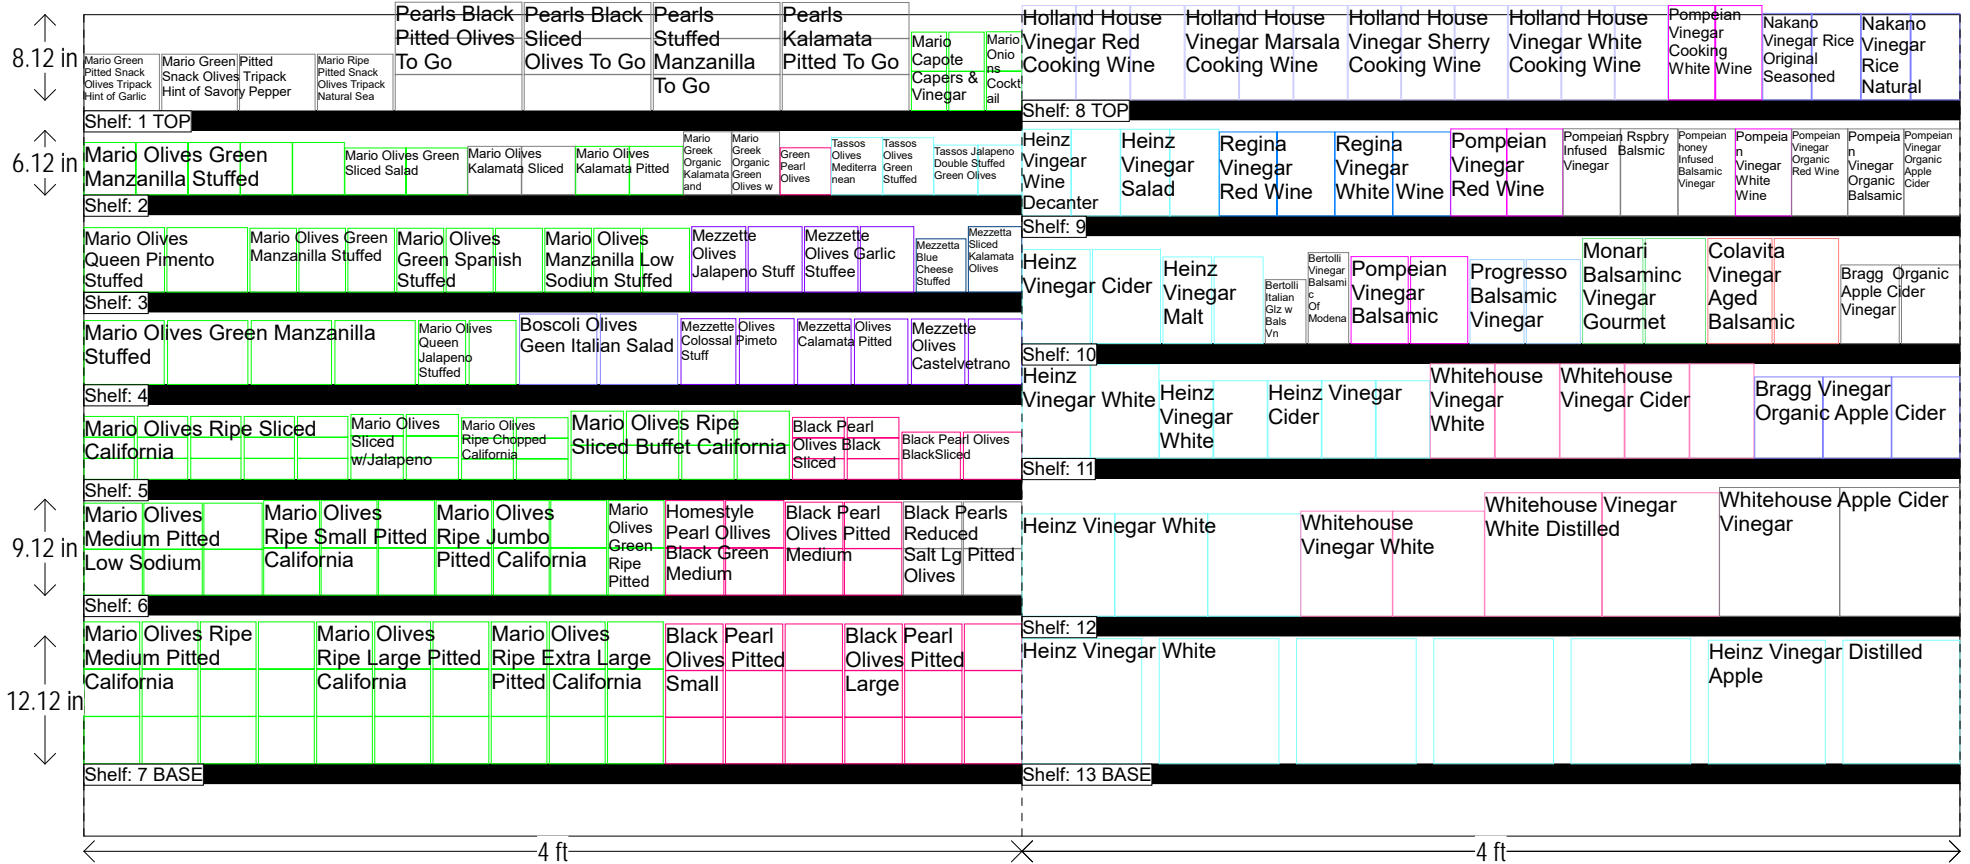 8.12 in
Mario Green
Pitted Snack
Olives Tripack
Hint of Garlic
Mario Green Pitted
Snack Olives Tripack
Hint of Savory Pepper
Mario Ripe
Pitted Snack
Olives Tripack
Natural Sea
Pearls Black
Pitted Olives
To Go
Pearls Black
Sliced
Olives To Go
Pearls
Stuffed
Manzanilla
To Go
Pearls
Kalamata
Pitted To Go
Mario
Capote
Capers &
Vinegar
Mario
Onio
ns
Cockt
ail
Shelf: 1 TOP
6.12 in
Mario Olives Green
Manzanilla Stuffed
Mario Olives Green
Sliced Salad
Mario Olives
Kalamata Sliced
Mario Olives
Kalamata Pitted
Mario
Greek
Organic
Kalamata
and
Mario
Greek
Organic
Green
Olives w
Green
Pearl
Olives
Tassos
Olives
Mediterra
nean
Tassos
Olives
Green
Stuffed
Tassos Jalapeno
Double Stuffed
Green Olives
Shelf: 2
Mario Olives
Queen Pimento
Stuffed
Mario Olives Green
Manzanilla Stuffed
Mario Olives
Green Spanish
Stuffed
Mario Olives
Manzanilla Low
Sodium Stuffed
Mezzette
Olives
Jalapeno Stuff
Mezzette
Olives Garlic
Stuffee
Mezzetta
Blue
Cheese
Stuffed
Mezzetta
Sliced
Kalamata
Olives
Shelf: 3
Mario Olives Green Manzanilla
Stuffed
Mario Olives
Queen
Jalapeno
Stuffed
Boscoli Olives
Geen Italian Salad
Mezzette Olives
Colossal Pimeto
Stuff
Mezzetta Olives
Calamata Pitted
Mezzette
Olives
Castelvetrano
Shelf: 4
Mario Olives Ripe Sliced
California
Mario Olives
Sliced
w/Jalapeno
Mario Olives
Ripe Chopped
California
Mario Olives Ripe
Sliced Buffet California
Black Pearl
Olives Black
Sliced
Black Pearl Olives
BlackSliced
Shelf: 5
9.12 in
Mario Olives
Medium Pitted
Low Sodium
Mario Olives
Ripe Small Pitted
California
Mario Olives
Ripe Jumbo
Pitted California
Mario
Olives
Green
Ripe
Pitted
Homestyle
Pearl Ollives
Black Green
Medium
Black Pearl
Olives Pitted
Medium
Black Pearls
Reduced
Salt Lg Pitted
Olives
Shelf: 6
12.12 in
Mario Olives Ripe
Medium Pitted
California
Mario Olives
Ripe Large Pitted
California
Mario Olives
Ripe Extra Large
Pitted California
Black Pearl
Olives Pitted
Small
Black Pearl
Olives Pitted
Large
Shelf: 7 BASE
4 ft
Holland House
Vinegar Red
Cooking Wine
Holland House
Vinegar Marsala
Cooking Wine
Holland House
Vinegar Sherry
Cooking Wine
Holland House
Vinegar White
Cooking Wine
Pompeian
Vinegar
Cooking
White Wine
Nakano
Vinegar Rice
Original
Seasoned
Nakano
Vinegar
Rice
Natural
Shelf: 8 TOP
Heinz
Vingear
Wine
Decanter
Heinz
Vinegar
Salad
Regina
Vinegar
Red Wine
Regina
Vinegar
White Wine
Pompeian
Vinegar
Red Wine
Pompeian Rspbry
Infused Balsmic
Vinegar
Pompeian
honey
Infused
Balsamic
Vinegar
Pompeia
n
Vinegar
White
Wine
Pompeian
Vinegar
Organic
Red Wine
Pompeia
n
Vinegar
Organic
Balsamic
Pompeian
Vinegar
Organic
Apple
Cider
Shelf: 9
Heinz
Vinegar Cider
Heinz
Vinegar
Malt
Bertolli
Italian
Glz w
Bals
Vn
Bertolli
Vinegar
Balsami
c
Of
Modena
Pompeian
Vinegar
Balsamic
Progresso
Balsamic
Vinegar
Monari
Balsaminc
Vinegar
Gourmet
Colavita
Vinegar
Aged
Balsamic
Bragg Organic
Apple Cider
Vinegar
Shelf: 10
Heinz
Vinegar White
Heinz
Vinegar
White
Heinz Vinegar
Cider
Whitehouse
Vinegar
White
Whitehouse
Vinegar Cider
Bragg Vinegar
Organic Apple Cider
Shelf: 11
Heinz Vinegar White
Whitehouse
Vinegar White
Whitehouse Vinegar
White Distilled
Whitehouse Apple Cider
Vinegar
Shelf: 12
Heinz Vinegar White
Heinz Vinegar Distilled
Apple
Shelf: 13 BASE
4 ft